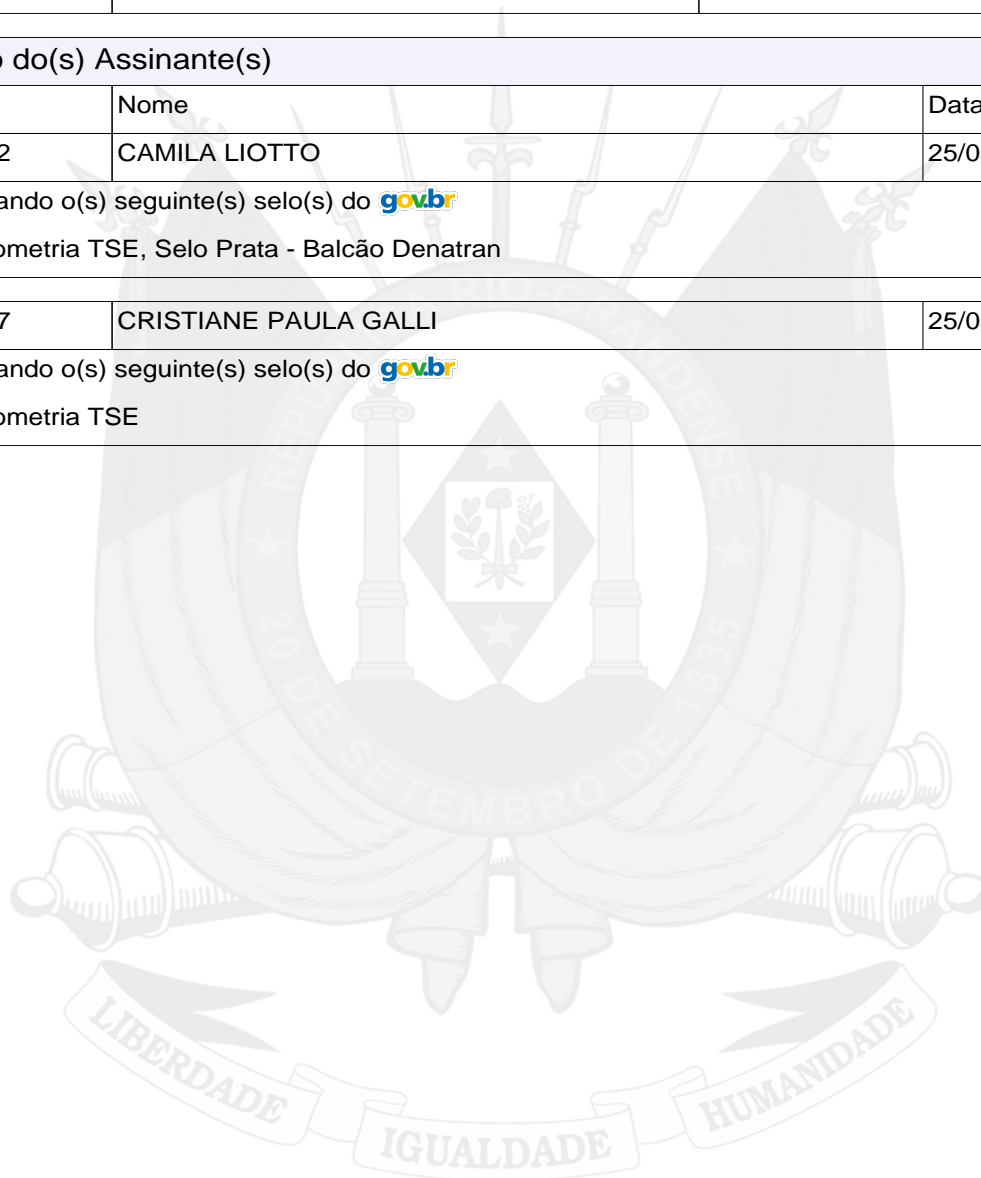 o do(s) Assinante(s)
Nome Data
2 CAMILA LIOTTO 25/0
ando o(s) seguinte(s) selo(s) do gov.br
ometria TSE, Selo Prata - Balcão Denatran
7 CRISTIANE PAULA GALLI 25/0
ando o(s) seguinte(s) selo(s) do gov.br
ometria TSE
REPUBLICA RIO-GRANDENSE
20 DE SETEMBRO DE 1835
LIBERDADE
IGUALDADE
HUMANIDADE